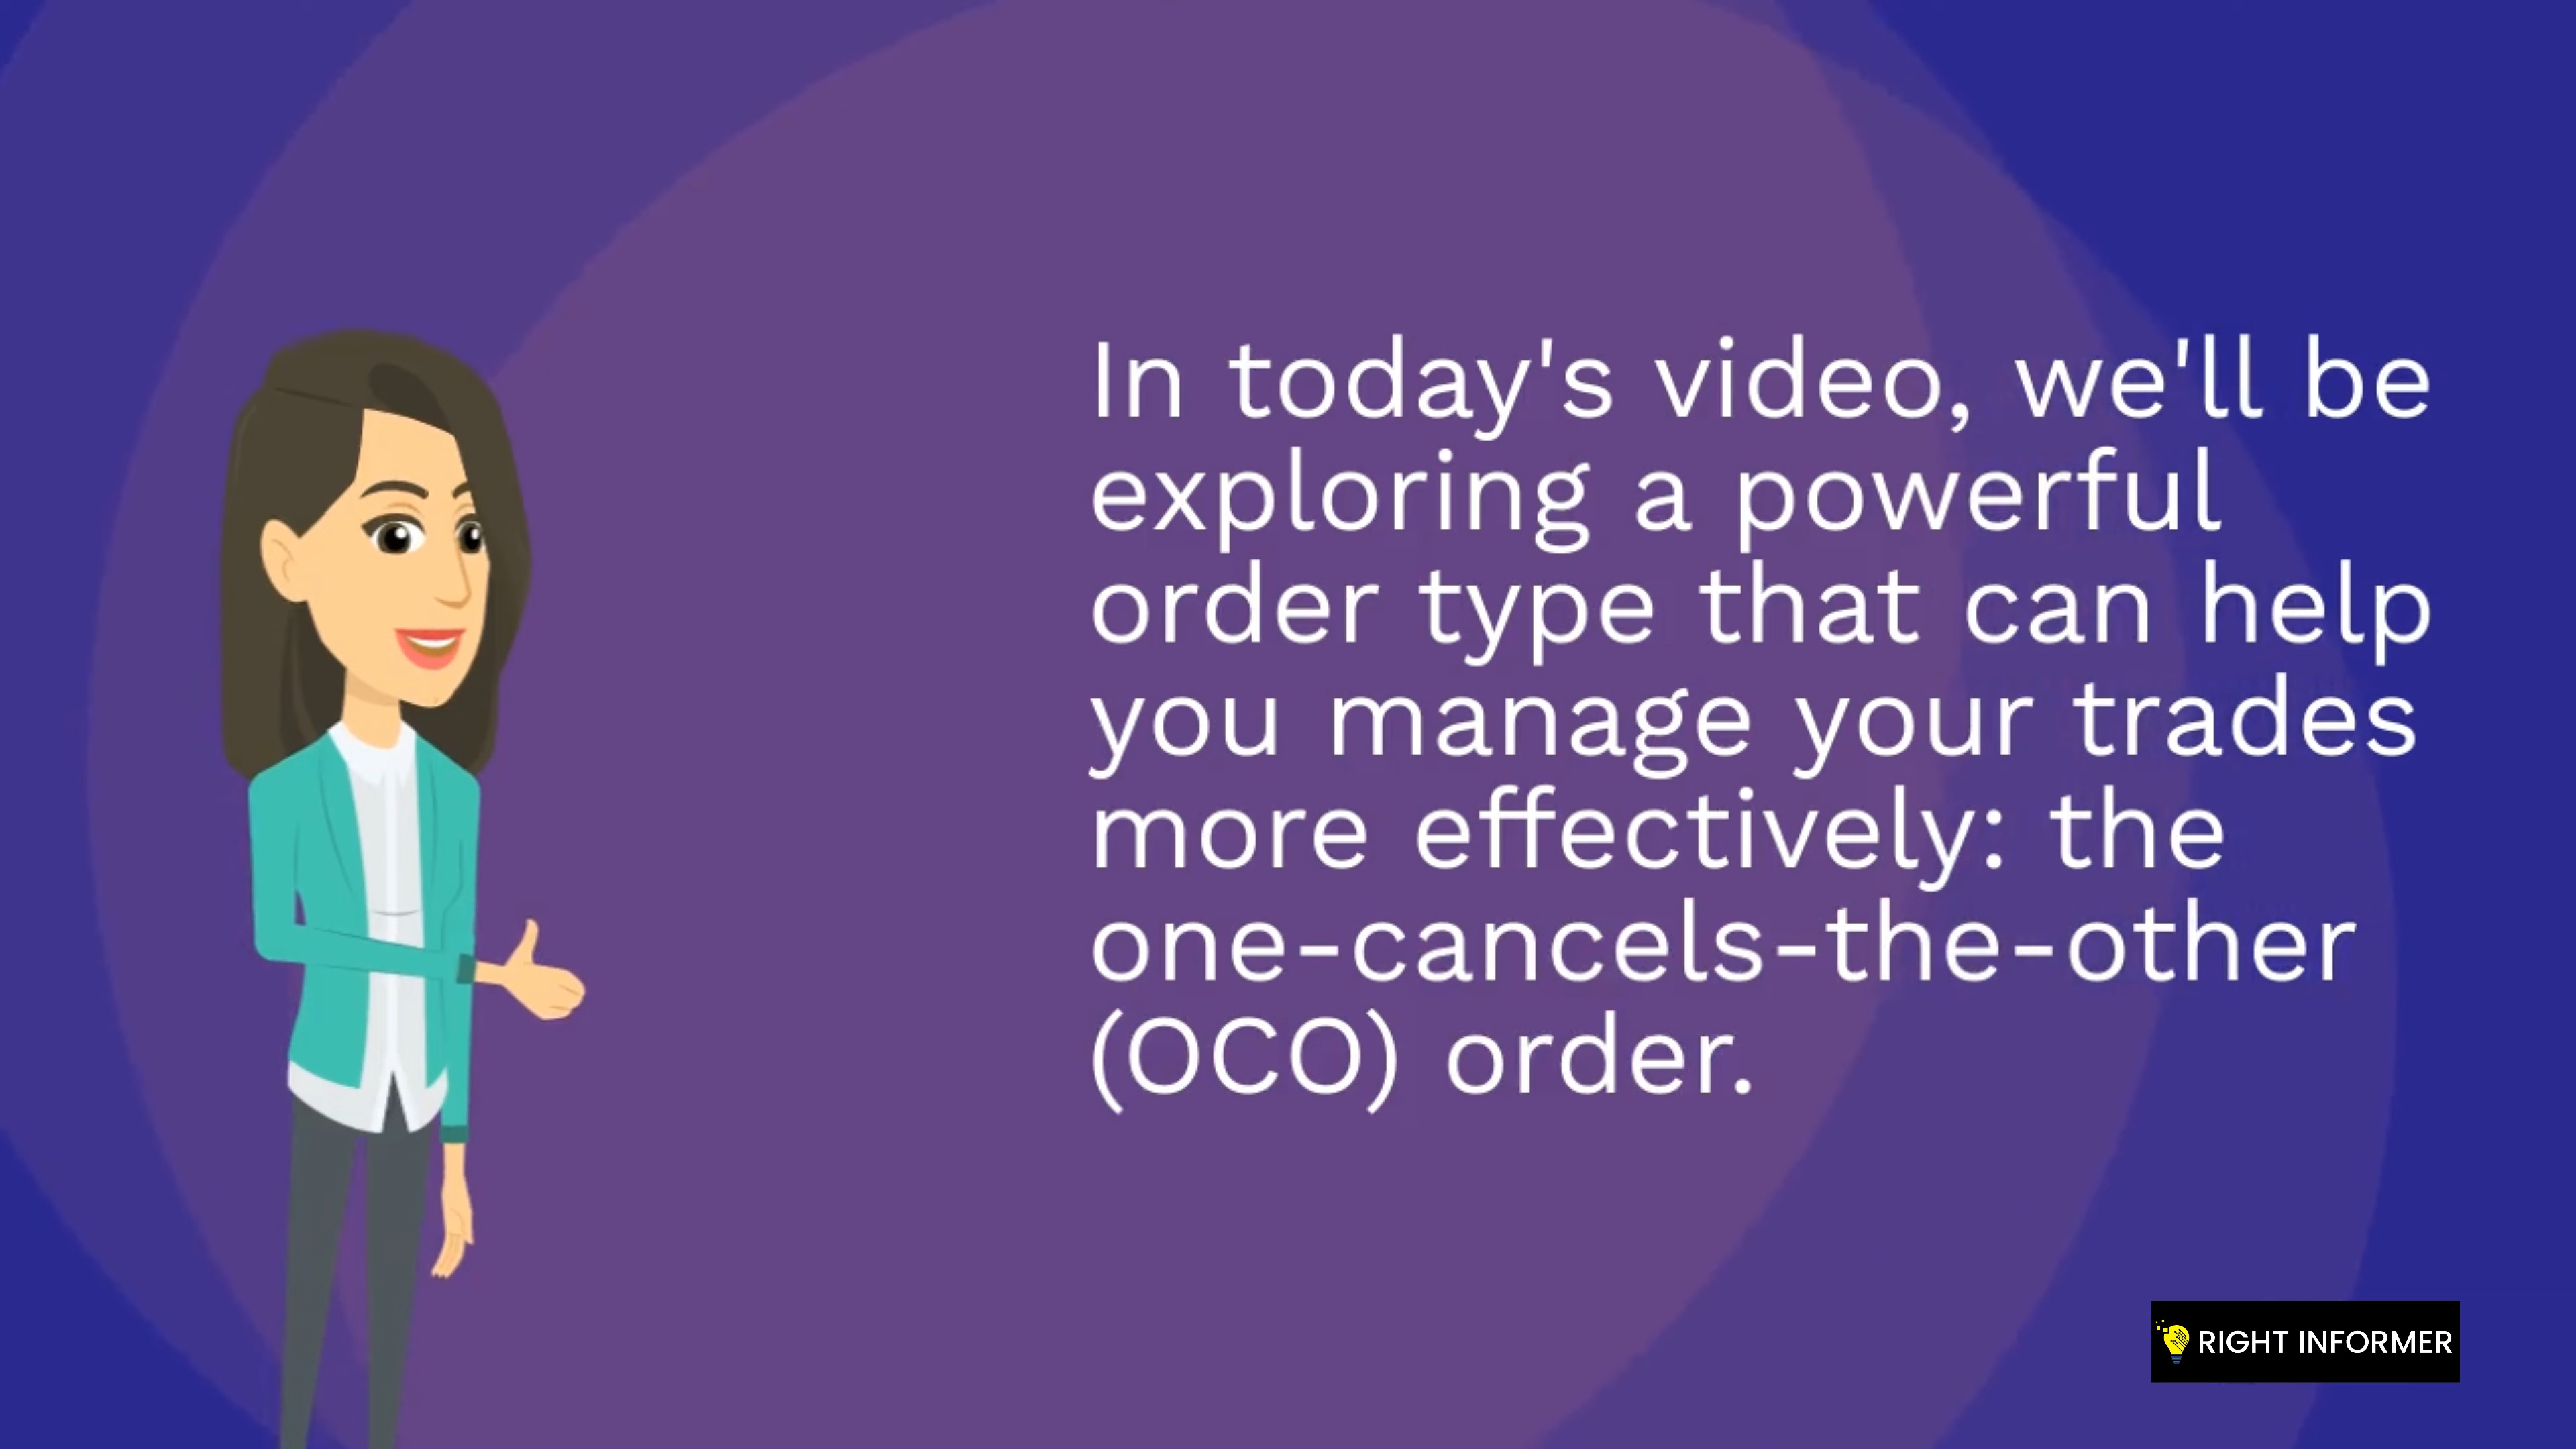 In today's video, we'll be
exploring a powerful
order type that can help
you manage your trades
more effectively: the
one-cancels-the-other
(OCO) order.
RIGHT INFORMER